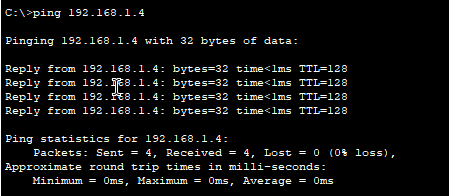 C:\>ping 192.168.1.4
Pinging 192.168.1.4 with 32 bytes of data:
Reply from 192.168.1.4: bytes=32 time<1ms TTL=128
Reply from 192.168.1.4: bytes=32 time<1ms TTL=128
Reply from 192.168.1.4: bytes=32 time<1ms TTL=128
Reply from 192.168.1.4: bytes=32 time<1ms TTL=128
Ping statistics for 192.168.1.4:
Packets: Sent = 4, Received = 4, Lost = 0 (0% loss),
Approximate round trip times in milli-seconds:
Minimum = 0ms, Maximum = 0ms, Average = 0ms